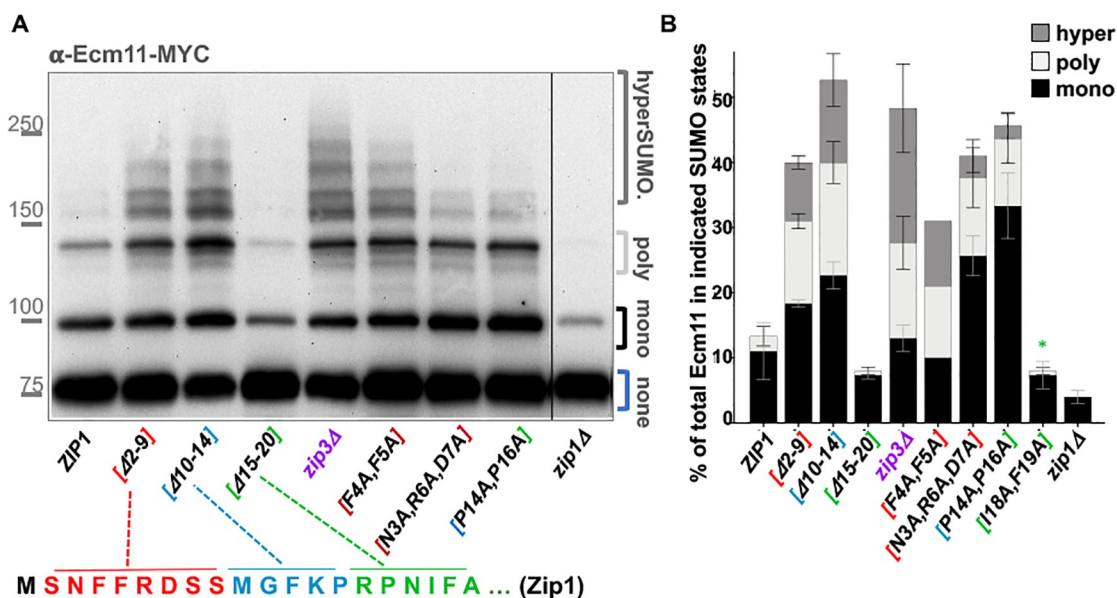 A
α-Ecm11-MYC
250
150
100
75
hyperSUMO.
poly
mono
none
ZIP1
[Δ2-9]
[Δ10-14]
[Δ15-20]
zip3Δ
[F4A,F5A]
[N3A,R6A,D7A]
[P14A,P16A]
zip1Δ
M S N F F R D S S M G F K P R P N I F A ... (Zip1)
B
hyper
poly
mono
% of total Ecm11 in indicated SUMO states
50
40
30
20
10
0
*
ZIP1
[Δ2-9]
[Δ10-14]
[Δ15-20]
zip3Δ
[F4A,F5A]
[N3A,R6A,D7A]
[P14A,P16A]
[I18A,F19A]
zip1Δ